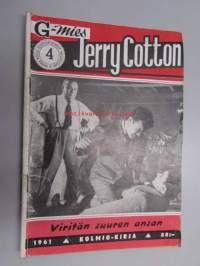 G-mies
Jerry Cotton
4
Viritän suuren ansan
1961 ▲ KOLMIO-KIRJA ▲ 80:-